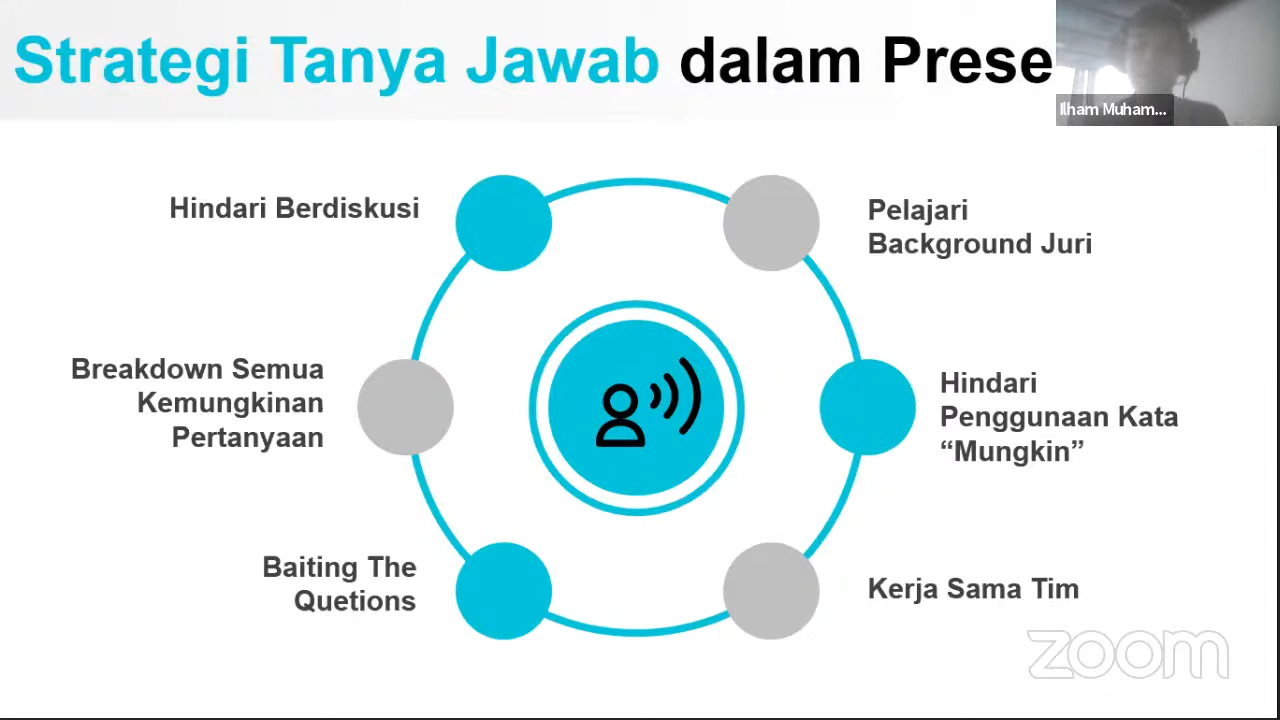 Strategi Tanya Jawab dalam Prese
Ilham Muham...
Hindari Berdiskusi
Pelajari
Background Juri
Breakdown Semua
Kemungkinan
Pertanyaan
Hindari
Penggunaan Kata
“Mungkin”
Baiting The
Quetions
Kerja Sama Tim
zoom